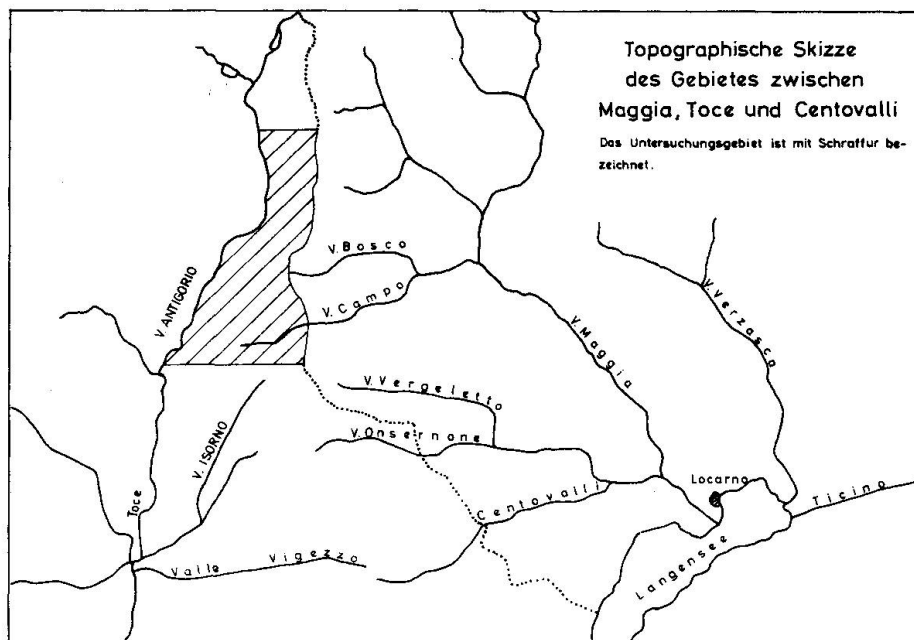 Topographische Skizze
des Gebietes zwischen
Maggia, Toce und Centovalli
Das Untersuchungsgebiet ist mit Schraffur be-
zeichnet.
V. Bosco
V. ANTIGORIO
V. Campo
V. Verzasca
V. Maggia
V. Vergeletto
V. Onsernone
V. ISORNO
Locarno
Toce
Centovalli
Ticino
Langensee
Valle Vigezzo